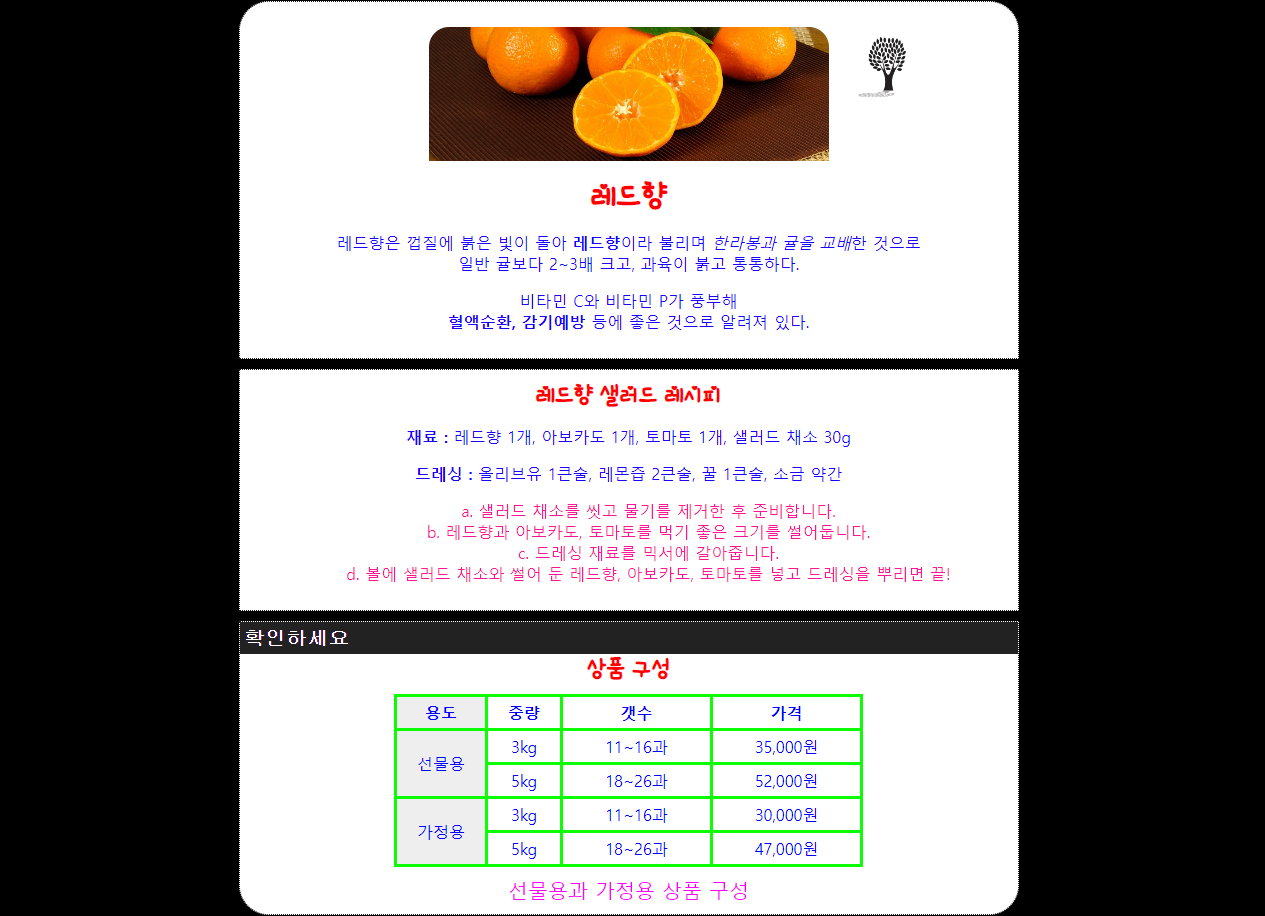 레드향
레드향은 껍질에 붉은 빛이 돌아 레드향이라 불리며 한라봉과 귤을 교배한 것으로
일반 귤보다 2~3배 크고, 과육이 붉고 통통하다.
비타민 C와 비타민 P가 풍부해
혈액순환, 감기예방 등에 좋은 것으로 알려져 있다.
레드향 샐러드 레시피
재료 : 레드향 1개, 아보카도 1개, 토마토 1개, 샐러드 채소 30g
드레싱 : 올리브유 1큰술, 레몬즙 2큰술, 꿀 1큰술, 소금 약간
a. 샐러드 채소를 씻고 물기를 제거한 후 준비합니다.
b. 레드향과 아보카도, 토마토를 먹기 좋은 크기를 썰어둡니다.
c. 드레싱 재료를 믹서에 갈아줍니다.
d. 볼에 샐러드 채소와 썰어 둔 레드향, 아보카도, 토마토를 넣고 드레싱을 뿌리면 끝!
확인하세요
상품 구성
용도 중량 갯수 가격
선물용 3kg 11~16과 35,000원
5kg 18~26과 52,000원
가정용 3kg 11~16과 30,000원
5kg 18~26과 47,000원
선물용과 가정용 상품 구성